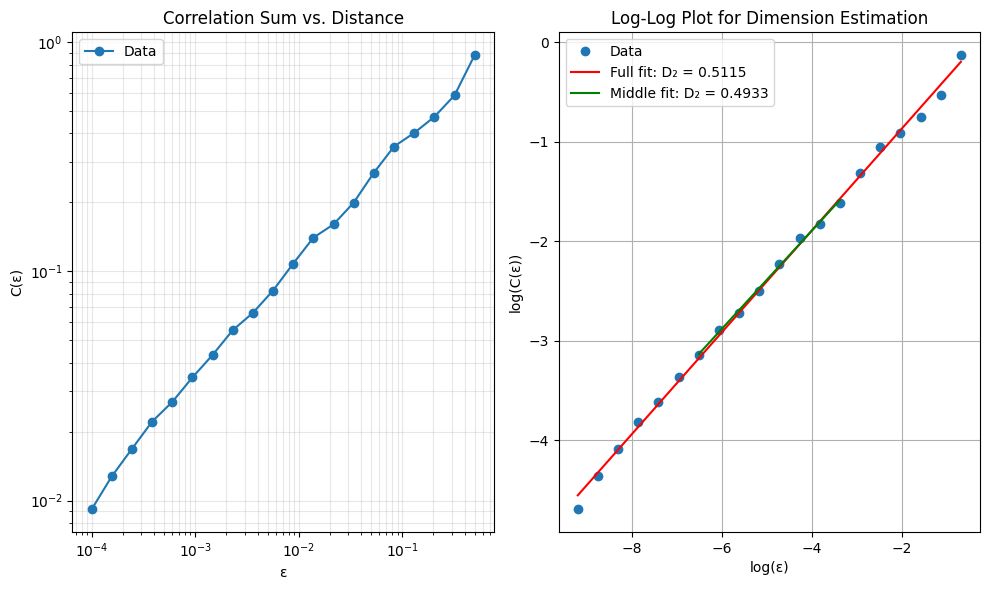 Correlation Sum vs. Distance
Data
10⁰
10⁻¹
10⁻²
C(ε)
10⁻⁴
10⁻³
10⁻²
10⁻¹
ε
Log-Log Plot for Dimension Estimation
Data
Full fit: D₂ = 0.5115
Middle fit: D₂ = 0.4933
0
−1
−2
−3
−4
log(C(ε))
−8
−6
−4
−2
log(ε)